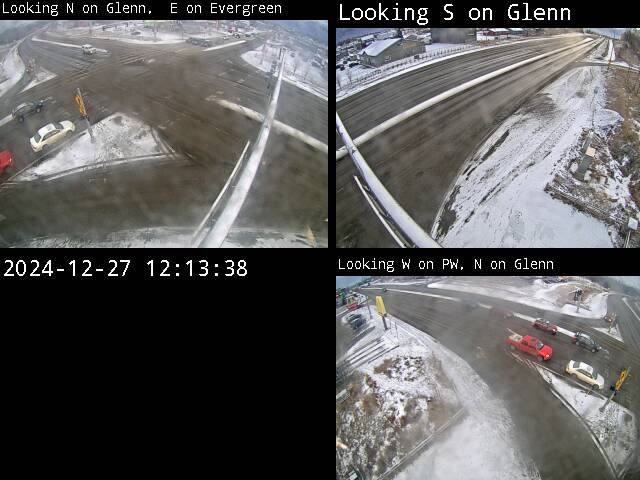 Looking N on Glenn,  E on Evergreen
Looking S on Glenn
2024-12-27 12:13:38
Looking W on PW, N on Glenn